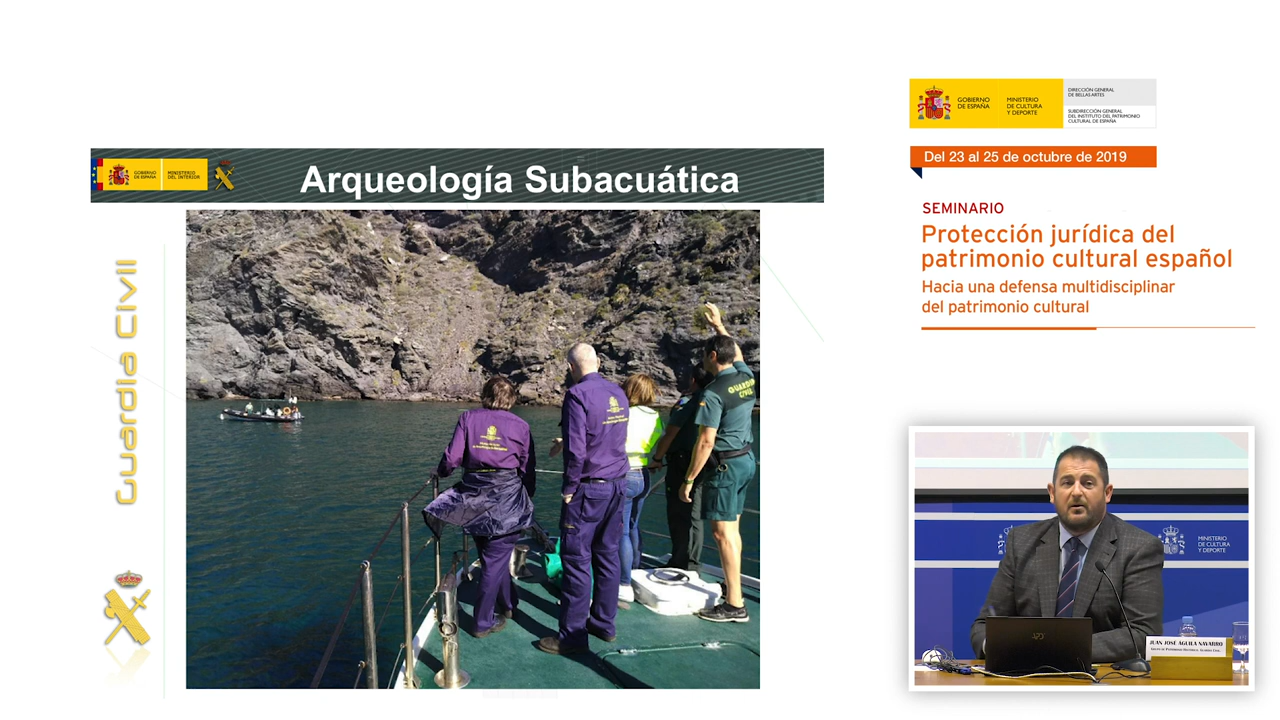 GOBIERNO
DE ESPAÑA
MINISTERIO
DEL INTERIOR
Arqueología Subacuática
Guardia Civil
GUARDIA
CIVIL
GOBIERNO
DE ESPAÑA
MINISTERIO
DE CULTURA
Y DEPORTE
DIRECCIÓN GENERAL
DE BELLAS ARTES
SUBDIRECCIÓN GENERAL
DEL INSTITUTO DEL PATRIMONIO
CULTURAL DE ESPAÑA
Del 23 al 25 de octubre de 2019
SEMINARIO
Protección jurídica del
patrimonio cultural español
Hacia una defensa multidisciplinar
del patrimonio cultural
MINISTERIO
DE CULTURA
Y DEPORTE
JUAN JOSÉ ÁGUILA NAVARRO